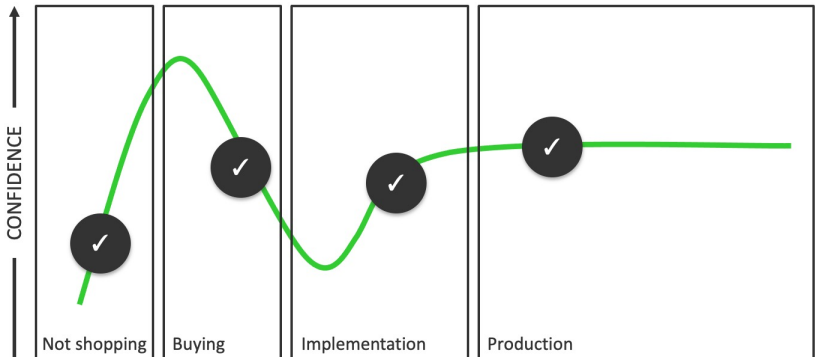 CONFIDENCE
✓
✓
✓
✓
Not shopping
Buying
Implementation
Production